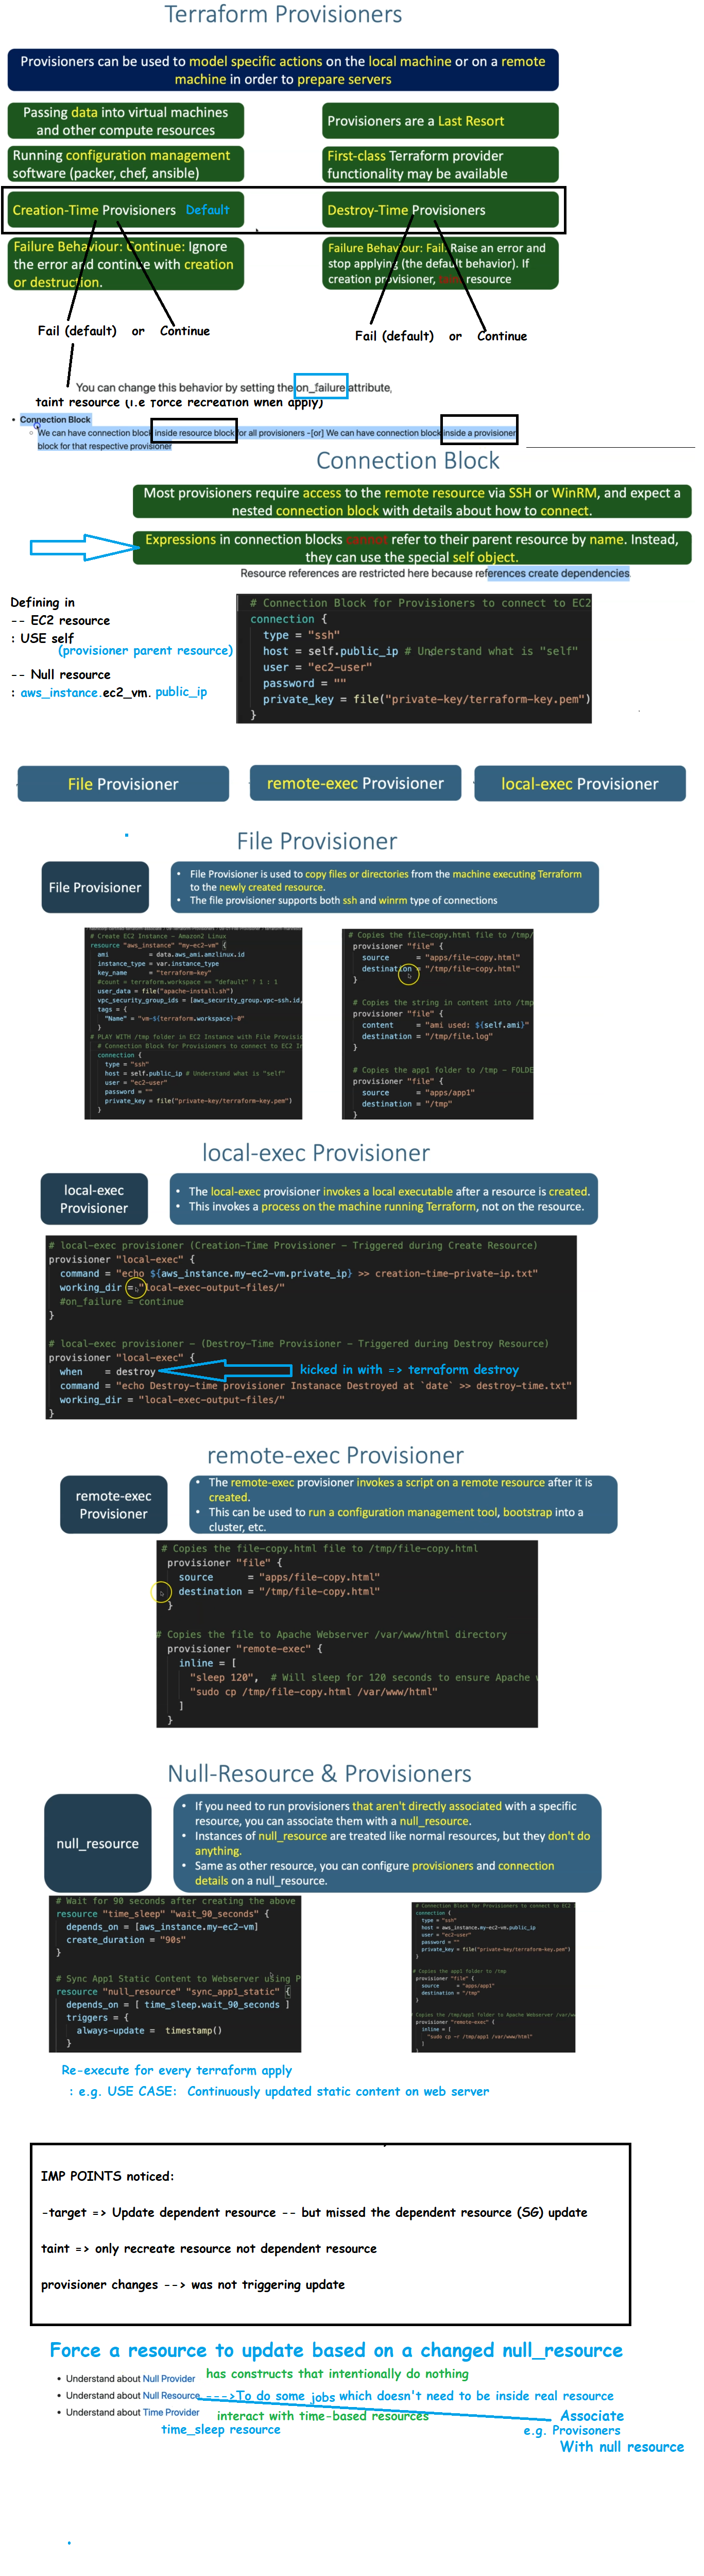 Terraform Provisioners
Provisioners can be used to model specific actions on the local machine or on a remote
machine in order to prepare servers
Passing data into virtual machines
and other compute resources
Provisioners are a Last Resort
Running configuration management
software (packer, chef, ansible)
First-class Terraform provider
functionality may be available
Creation-Time Provisioners Default
Destroy-Time Provisioners
Failure Behaviour: Continue: Ignore
the error and continue with creation
or destruction.
Failure Behaviour: Fail: Raise an error and
stop applying (the default behavior). If
creation provisioner, resource
Fail (default) or Continue
Fail (default) or Continue
You can change this behavior by setting the on_failure attribute,
taint resource (i.e force recreation when apply)
Connection Block
We can have connection block inside resource block for all provisioners -[or] We can have connection block inside a provisioner
block for that respective provisioner
Connection Block
Most provisioners require access to the remote resource via SSH or WinRM, and expect a
nested connection block with details about how to connect.
Expressions in connection blocks cannot refer to their parent resource by name. Instead,
they can use the special self object.
Resource references are restricted here because references create dependencies.
Defining in
-- EC2 resource
: USE self
(provisioner parent resource)
-- Null resource
: aws_instance.ec2_vm. public_ip
# Connection Block for Provisioners to connect to EC2
connection {
type = "ssh"
host = self.public_ip # Understand what is "self"
user = "ec2-user"
password = ""
private_key = file("private-key/terraform-key.pem")
}
File Provisioner
remote-exec Provisioner
local-exec Provisioner
File Provisioner
File Provisioner
• File Provisioner is used to copy files or directories from the machine executing Terraform
to the newly created resource.
• The file provisioner supports both ssh and winrm type of connections
# Create EC2 Instance - Amazon2 Linux
resource "aws_instance" "my-ec2-vm" {
ami = data.aws_ami.amzlinux.id
instance_type = var.instance_type
key_name = "terraform-key"
#count = terraform.workspace == "default" ? 1 : 1
user_data = file("apache-install.sh")
vpc_security_group_ids = [aws_security_group.vpc-ssh.id,
tags = {
"Name" = "vm-${terraform.workspace}-0"
}
# PLAY WITH /tmp folder in EC2 Instance with File Provisio
# Connection Block for Provisioners to connect to EC2 In
connection {
type = "ssh"
host = self.public_ip # Understand what is "self"
user = "ec2-user"
password = ""
private_key = file("private-key/terraform-key.pem")
}
# Copies the file-copy.html file to /tmp/
provisioner "file" {
source = "apps/file-copy.html"
destination = "/tmp/file-copy.html"
}
# Copies the string in content into /tmp
provisioner "file" {
content = "ami used: ${self.ami}"
destination = "/tmp/file.log"
}
# Copies the app1 folder to /tmp - FOLDE
provisioner "file" {
source = "apps/app1"
destination = "/tmp"
}
local-exec Provisioner
local-exec
Provisioner
• The local-exec provisioner invokes a local executable after a resource is created.
• This invokes a process on the machine running Terraform, not on the resource.
# local-exec provisioner (Creation-Time Provisioner - Triggered during Create Resource)
provisioner "local-exec" {
command = "echo ${aws_instance.my-ec2-vm.private_ip} >> creation-time-private-ip.txt"
working_dir = "local-exec-output-files/"
#on_failure = continue
}
# local-exec provisioner - (Destroy-Time Provisioner - Triggered during Destroy Resource)
provisioner "local-exec" {
when = destroy
kicked in with => terraform destroy
command = "echo Destroy-time provisioner Instanace Destroyed at `date` >> destroy-time.txt"
working_dir = "local-exec-output-files/"
}
remote-exec Provisioner
remote-exec
Provisioner
• The remote-exec provisioner invokes a script on a remote resource after it is
created.
• This can be used to run a configuration management tool, bootstrap into a
cluster, etc.
# Copies the file-copy.html file to /tmp/file-copy.html
provisioner "file" {
source = "apps/file-copy.html"
destination = "/tmp/file-copy.html"
}
# Copies the file to Apache Webserver /var/www/html directory
provisioner "remote-exec" {
inline = [
"sleep 120", # Will sleep for 120 seconds to ensure Apache
"sudo cp /tmp/file-copy.html /var/www/html"
]
}
Null-Resource & Provisioners
null_resource
• If you need to run provisioners that aren't directly associated with a specific
resource, you can associate them with a null_resource.
• Instances of null_resource are treated like normal resources, but they don't do
anything.
• Same as other resource, you can configure provisioners and connection
details on a null_resource.
# Wait for 90 seconds after creating the above
resource "time_sleep" "wait_90_seconds" {
depends_on = [aws_instance.my-ec2-vm]
create_duration = "90s"
}
# Sync App1 Static Content to Webserver using P
resource "null_resource" "sync_app1_static" {
depends_on = [ time_sleep.wait_90_seconds ]
triggers = {
always-update = timestamp()
}
# Connection Block for Provisioners to connect to EC2 I
connection {
type = "ssh"
host = aws_instance.my-ec2-vm.public_ip
user = "ec2-user"
password = ""
private_key = file("private-key/terraform-key.pem")
}
# Copies the app1 folder to /tmp
provisioner "file" {
source = "apps/app1"
destination = "/tmp"
}
# Copies the /tmp/app1 folder to Apache Webserver /var/w
provisioner "remote-exec" {
inline = [
"sudo cp -r /tmp/app1 /var/www/html"
]
Re-execute for every terraform apply
: e.g. USE CASE: Continuously updated static content on web server
IMP POINTS noticed:
-target => Update dependent resource -- but missed the dependent resource (SG) update
taint => only recreate resource not dependent resource
provisioner changes --> was not triggering update
Force a resource to update based on a changed null_resource
• Understand about Null Provider has constructs that intentionally do nothing
• Understand about Null Resource --->To do some jobs which doesn't need to be inside real resource
• Understand about Time Provider interact with time-based resources
Associate
time_sleep resource
e.g. Provisioners
With null resource